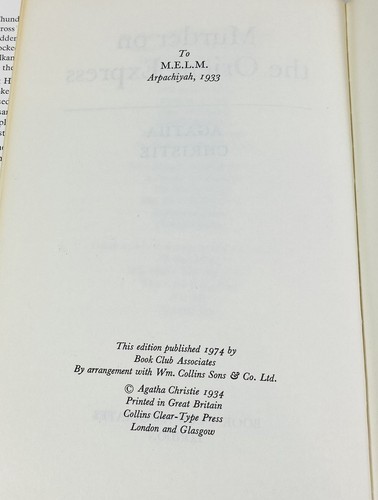 To
M.E.L.M.
Arpachiyah, 1933
This edition published 1974 by
Book Club Associates
By arrangement with Wm. Collins Sons & Co. Ltd.
© Agatha Christie 1934
Printed in Great Britain
Collins Clear-Type Press
London and Glasgow